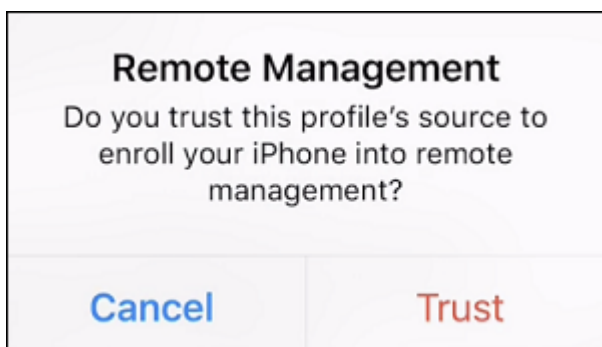 Remote Management
Do you trust this profile’s source to
enroll your iPhone into remote
management?
Cancel
Trust